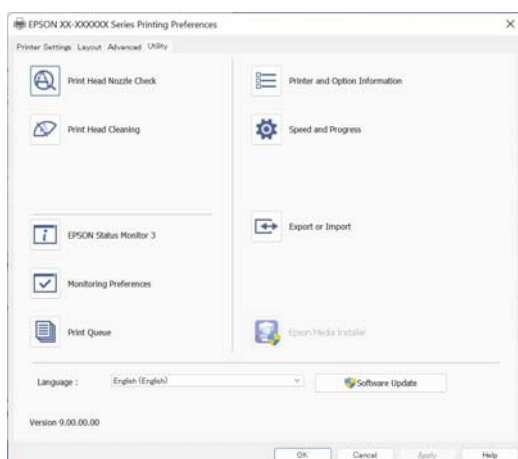 EPSON XX-XXXXXX Series Printing Preferences
Printer Settings Layout Advanced Utility
Print Head Nozzle Check
Printer and Option Information
Print Head Cleaning
Speed and Progress
EPSON Status Monitor 3
Export or Import
Monitoring Preferences
Print Queue
Epson Media Installer
Language :
English (English)
Software Update
Version 9.00.00.00
OK Cancel Apply Help